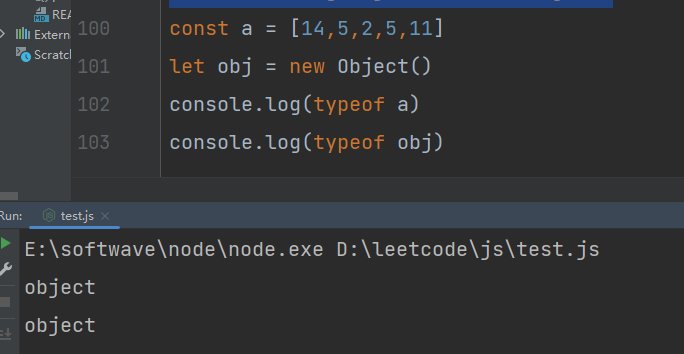 REA
Extern
Scratch
100 const a = [14,5,2,5,11]
101 let obj = new Object()
102 console.log(typeof a)
103 console.log(typeof obj)
Run: test.js ×
E:\softwave\node\node.exe D:\leetcode\js\test.js
object
object